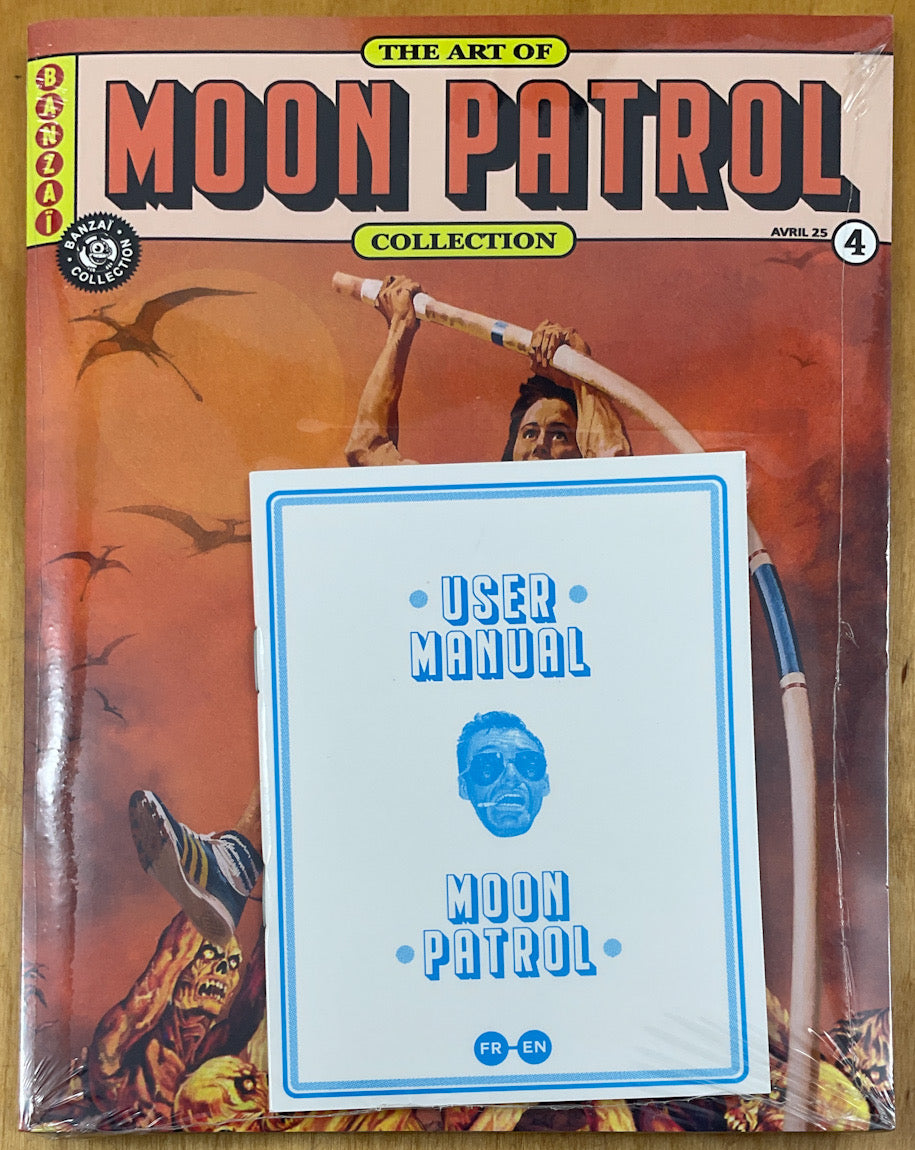 THE ART OF
BANZAÏ
MOON PATROL
COLLECTION
AVRIL 25
4
BANZAÏ
COLLECTION
• USER •
MANUAL
MOON
• PATROL •
FR-EN